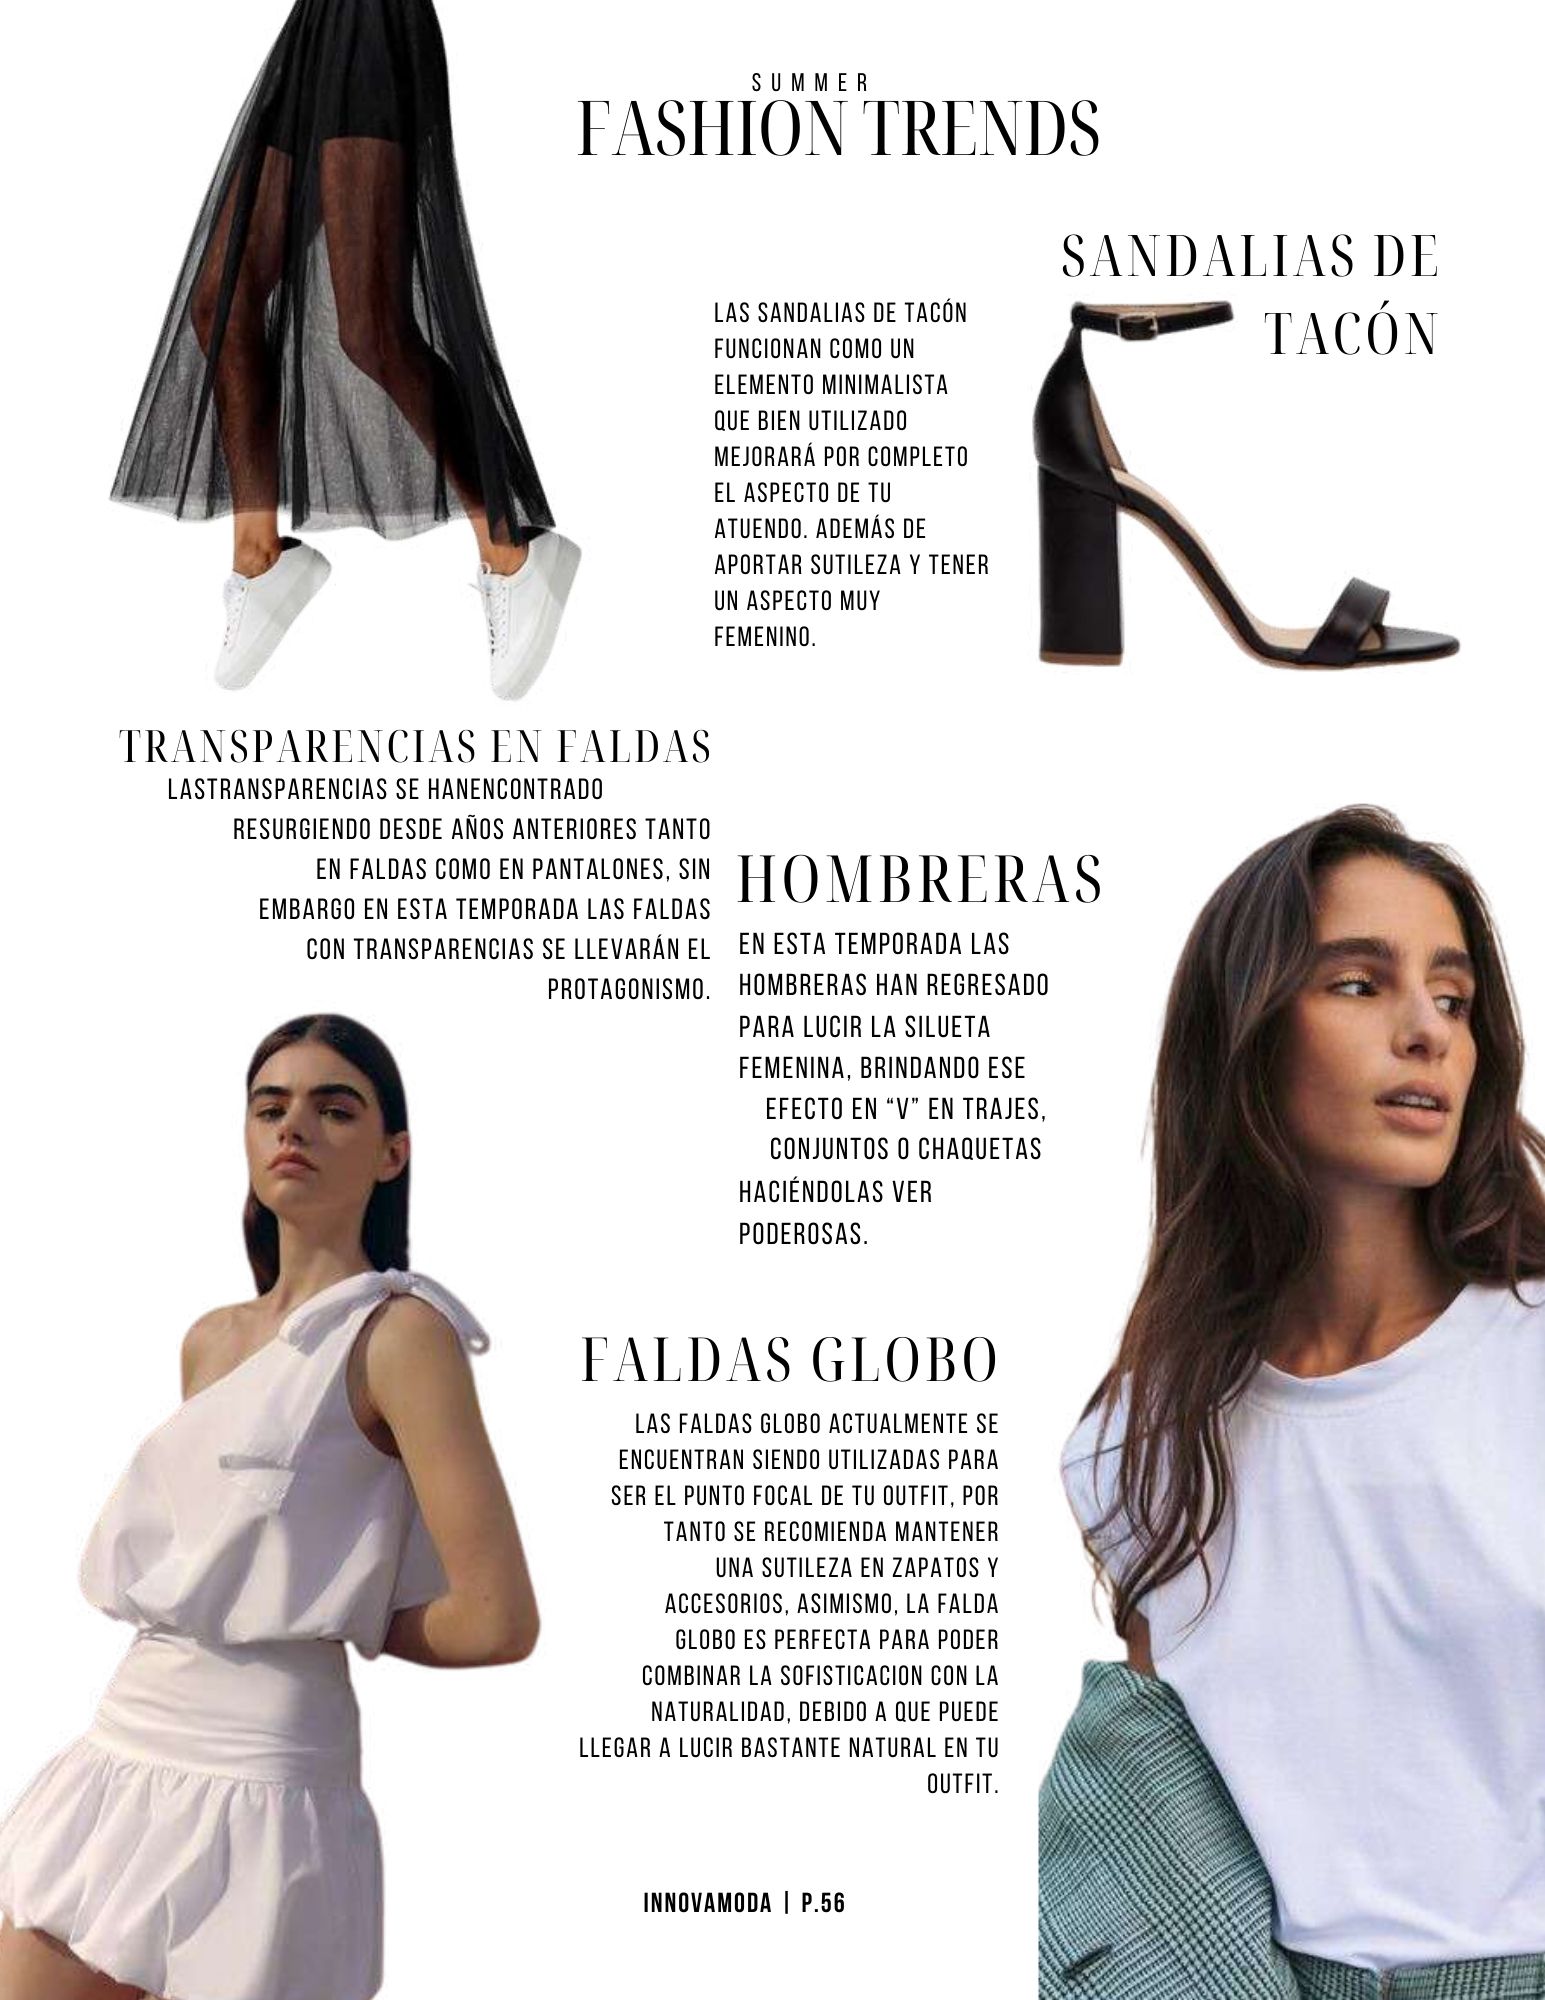 SUMMER
FASHION TRENDS
SANDALIAS DE
TACÓN
LAS SANDALIAS DE TACÓN
FUNCIONAN COMO UN
ELEMENTO MINIMALISTA
QUE BIEN UTILIZADO
MEJORARÁ POR COMPLETO
EL ASPECTO DE TU
ATUENDO. ADEMÁS DE
APORTAR SUTILEZA Y TENER
UN ASPECTO MUY
FEMENINO.
TRANSPARENCIAS EN FALDAS
LASTRANSPARENCIAS SE HANENCONTRADO
RESURGIENDO DESDE AÑOS ANTERIORES TANTO
EN FALDAS COMO EN PANTALONES, SIN
EMBARGO EN ESTA TEMPORADA LAS FALDAS
CON TRANSPARENCIAS SE LLEVARÁN EL
PROTAGONISMO.
HOMBRERAS
EN ESTA TEMPORADA LAS
HOMBRERAS HAN REGRESADO
PARA LUCIR LA SILUETA
FEMENINA, BRINDANDO ESE
EFECTO EN “V” EN TRAJES,
CONJUNTOS O CHAQUETAS
HACIÉNDOLAS VER
PODEROSAS.
FALDAS GLOBO
LAS FALDAS GLOBO ACTUALMENTE SE
ENCUENTRAN SIENDO UTILIZADAS PARA
SER EL PUNTO FOCAL DE TU OUTFIT, POR
TANTO SE RECOMIENDA MANTENER
UNA SUTILEZA EN ZAPATOS Y
ACCESORIOS, ASIMISMO, LA FALDA
GLOBO ES PERFECTA PARA PODER
COMBINAR LA SOFISTICACION CON LA
NATURALIDAD, DEBIDO A QUE PUEDE
LLEGAR A LUCIR BASTANTE NATURAL EN TU
OUTFIT.
INNOVAMODA | P.56